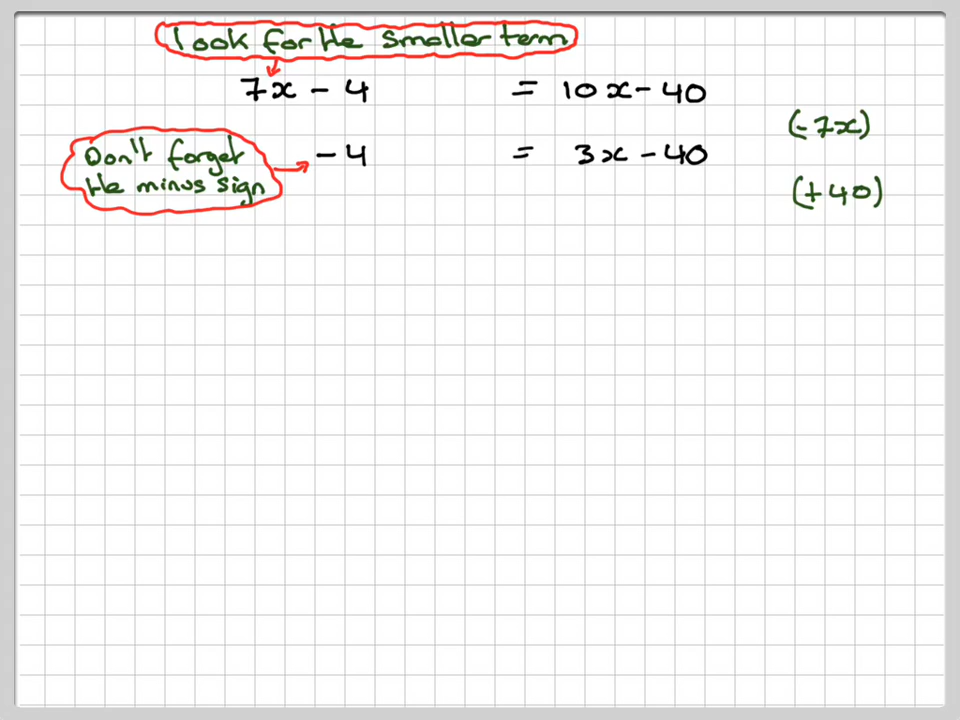 Look for the smaller term
7x - 4 = 10x - 40
(-7x)
Don't forget
the minus sign
- 4 = 3x - 40
(+40)